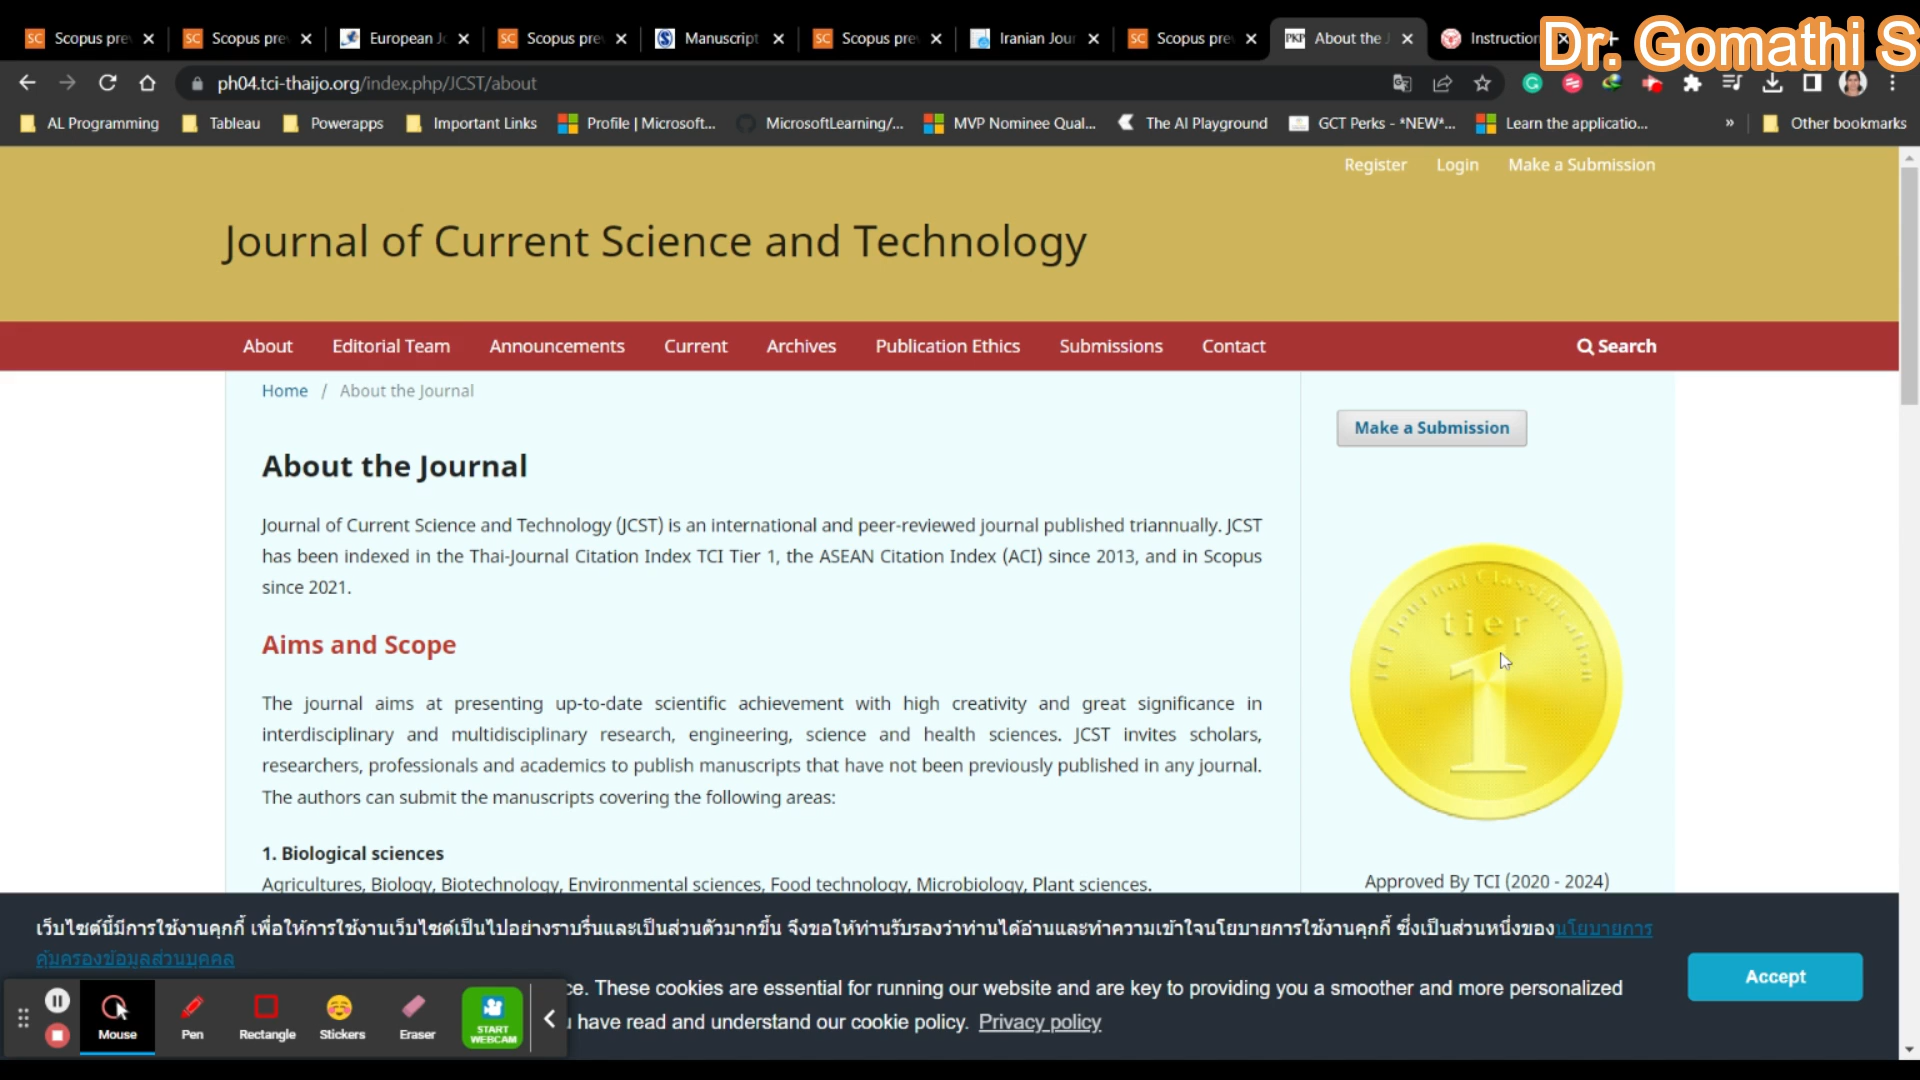 Scopus pre
Scopus pre
European Jo
Scopus pre
Manuscript
Scopus pre
Iranian Jour
Scopus pre
About the J
Instruction
Dr. Gomathi S
ph04.tci-thaijo.org/index.php/JCST/about
AL Programming
Tableau
Powerapps
Important Links
Profile | Microsoft...
MicrosoftLearning/...
MVP Nominee Qual...
The AI Playground
GCT Perks - *NEW*...
Learn the applicatio...
»
Other bookmarks
Register
Login
Make a Submission
Journal of Current Science and Technology
About
Editorial Team
Announcements
Current
Archives
Publication Ethics
Submissions
Contact
Search
Home / About the Journal
Make a Submission
About the Journal
Journal of Current Science and Technology (JCST) is an international and peer-reviewed journal published triannually. JCST
has been indexed in the Thai-Journal Citation Index TCI Tier 1, the ASEAN Citation Index (ACI) since 2013, and in Scopus
since 2021.
Aims and Scope
The journal aims at presenting up-to-date scientific achievement with high creativity and great significance in
interdisciplinary and multidisciplinary research, engineering, science and health sciences. JCST invites scholars,
researchers, professionals and academics to publish manuscripts that have not been previously published in any journal.
The authors can submit the manuscripts covering the following areas:
1. Biological sciences
Agricultures, Biology, Biotechnology, Environmental sciences, Food technology, Microbiology, Plant sciences.
TCI Journal Classification
tier
1
Approved By TCI (2020 - 2024)
เว็บไซต์นี้มีการใช้งานคุกกี้ เพื่อให้การใช้งานเว็บไซต์เป็นไปอย่างราบรื่นและเป็นส่วนตัวมากขึ้น จึงขอให้ท่านรับรองว่าท่านได้อ่านและทำความเข้าใจนโยบายการใช้งานคุกกี้ ซึ่งเป็นส่วนหนึ่งของนโยบายการ
คุ้มครองข้อมูลส่วนบุคคล
ce. These cookies are essential for running our website and are key to providing you a smoother and more personalized
have read and understand our cookie policy. Privacy policy
Accept
Mouse
Pen
Rectangle
Stickers
Eraser
START
WEBCAM